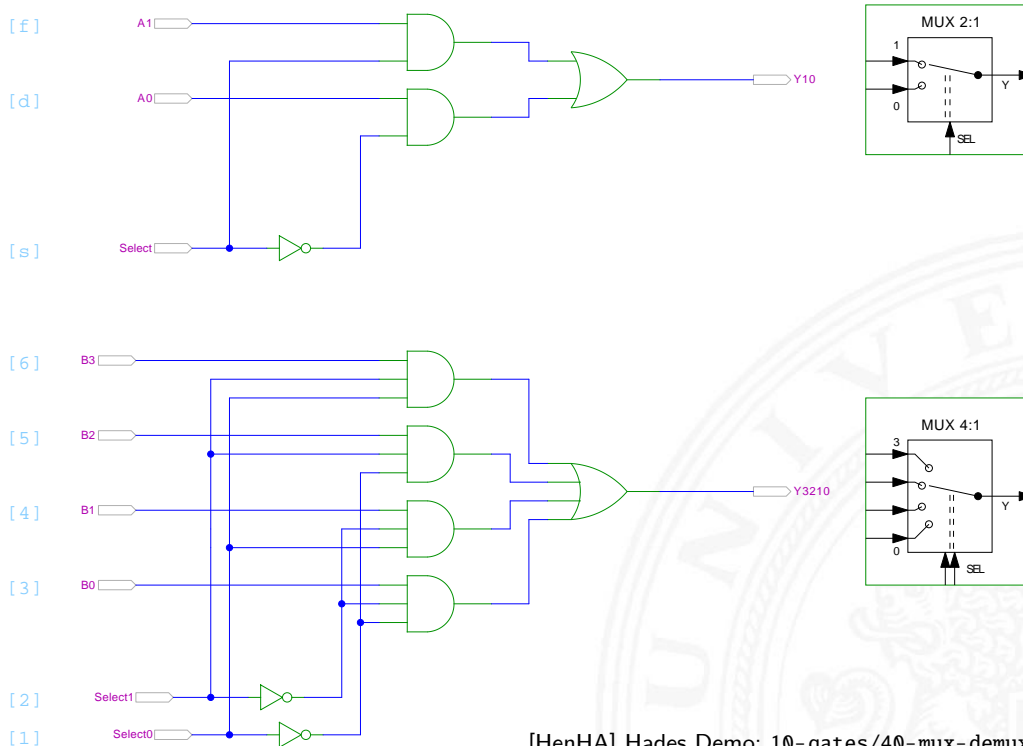 [f] A1
MUX 2:1
1
[d] A0
Y10
0
Y
SEL
[s] Select
[6] B3
[5] B2
[4] B1
[3] B0
Y3210
MUX 4:1
3
0
Y
SEL
[2] Select1
[1] Select0
[HenHA] Hades Demo: 10-gates/40-mux-demux
UNIVE